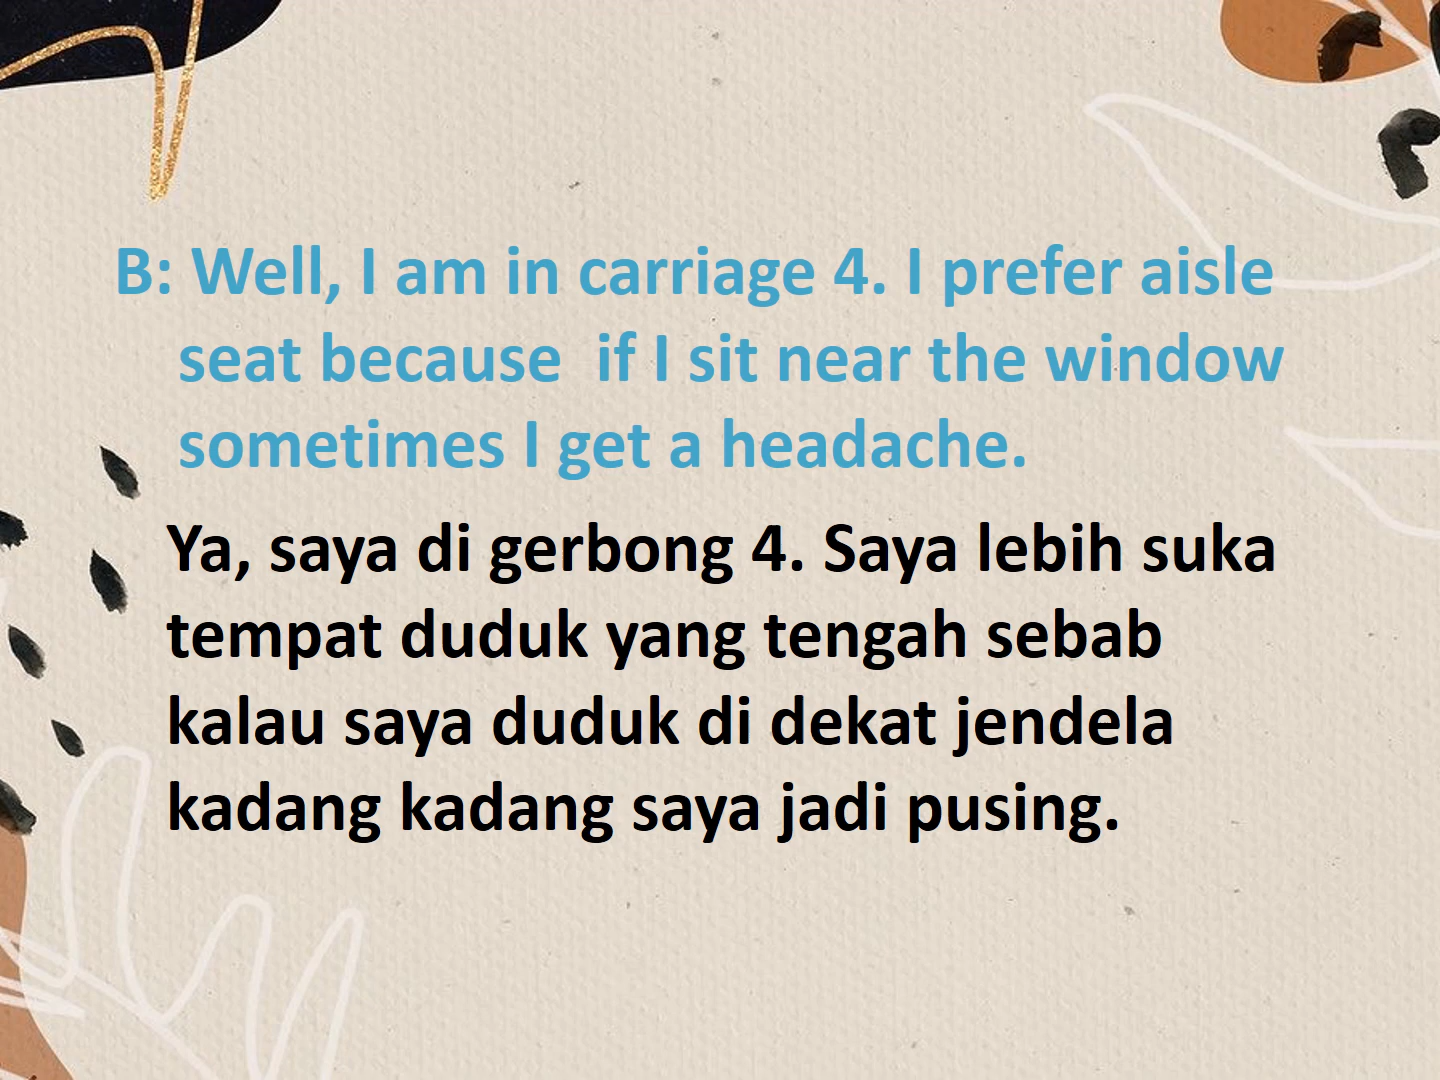 B: Well, I am in carriage 4. I prefer aisle
seat because  if I sit near the window
sometimes I get a headache.
Ya, saya di gerbong 4. Saya lebih suka
tempat duduk yang tengah sebab
kalau saya duduk di dekat jendela
kadang kadang saya jadi pusing.